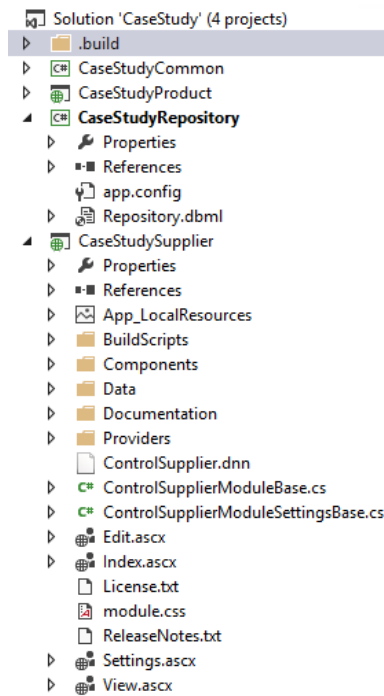 Solution 'CaseStudy' (4 projects)
.build
CaseStudyCommon
CaseStudyProduct
CaseStudyRepository
Properties
References
app.config
Repository.dbml
CaseStudySupplier
Properties
References
App_LocalResources
BuildScripts
Components
Data
Documentation
Providers
ControlSupplier.dnn
ControlSupplierModuleBase.cs
ControlSupplierModuleSettingsBase.cs
Edit.ascx
Index.ascx
License.txt
module.css
ReleaseNotes.txt
Settings.ascx
View.ascx